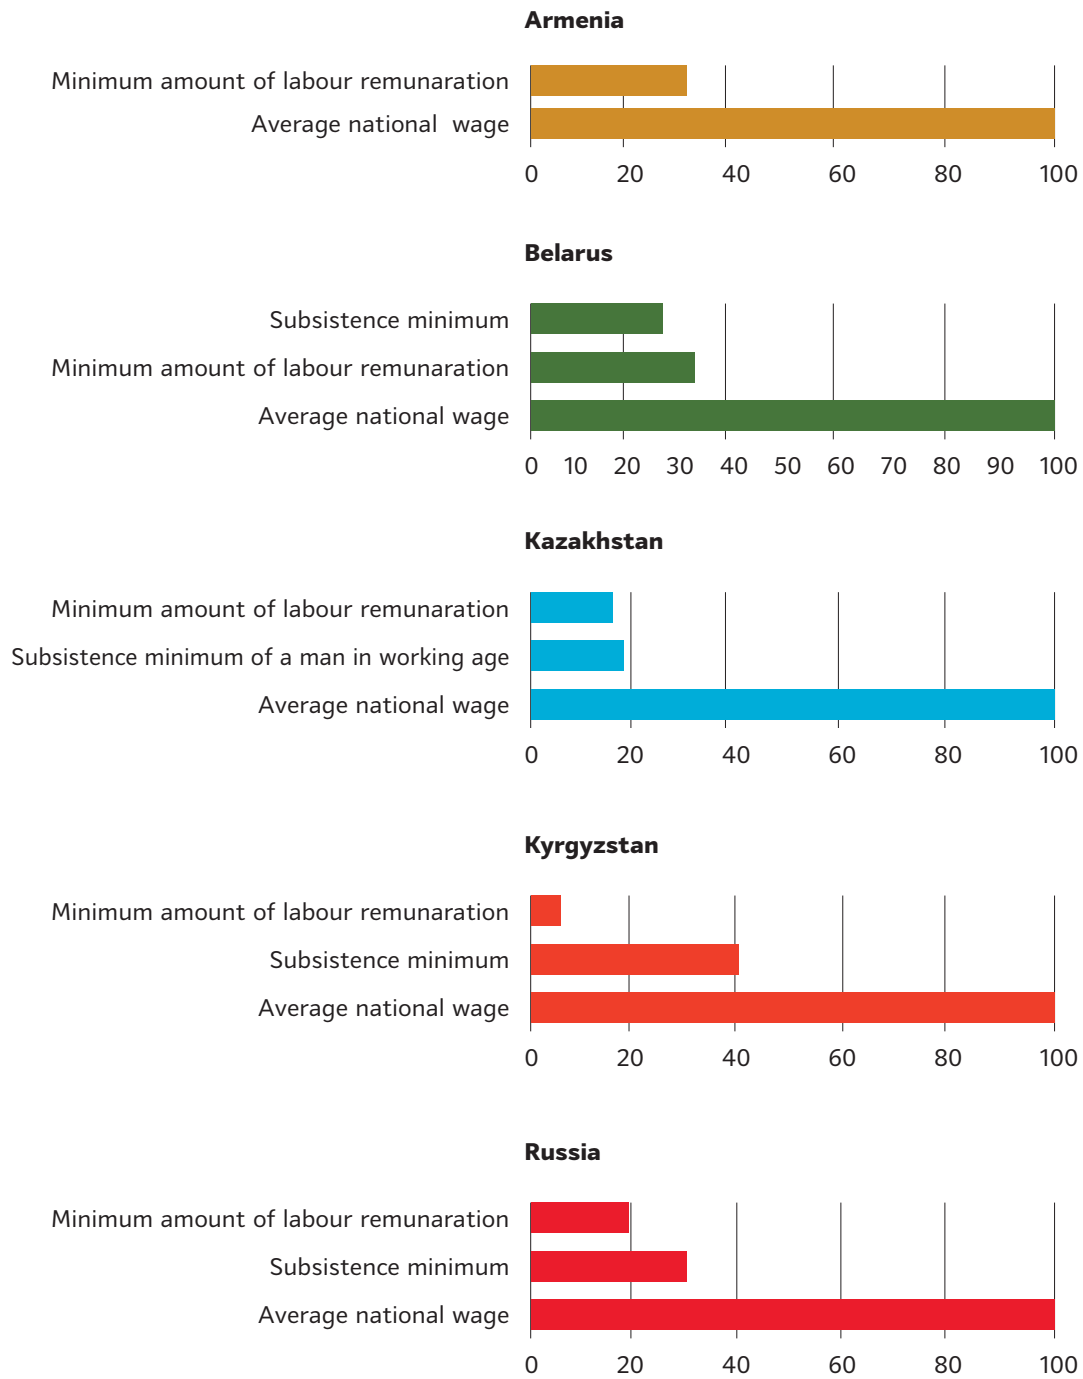 Armenia
Minimum amount of labour remunaration
Average national  wage
0 20 40 60 80 100
Belarus
Subsistence minimum
Minimum amount of labour remunaration
Average national wage
0 10 20 30 40 50 60 70 80 90 100
Kazakhstan
Minimum amount of labour remunaration
Subsistence minimum of a man in working age
Average national wage
0 20 40 60 80 100
Kyrgyzstan
Minimum amount of labour remunaration
Subsistence minimum
Average national wage
0 20 40 60 80 100
Russia
Minimum amount of labour remunaration
Subsistence minimum
Average national wage
0 20 40 60 80 100